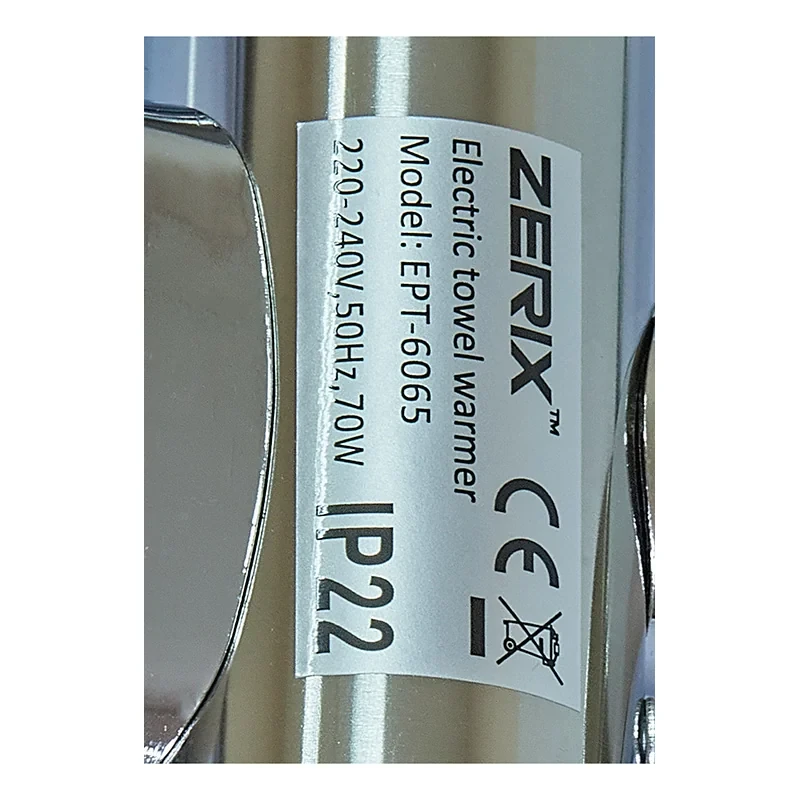 ZERIX™
Electric towel warmer
Model: EPT-6065
220-240V,50Hz,70W
IP22
CE